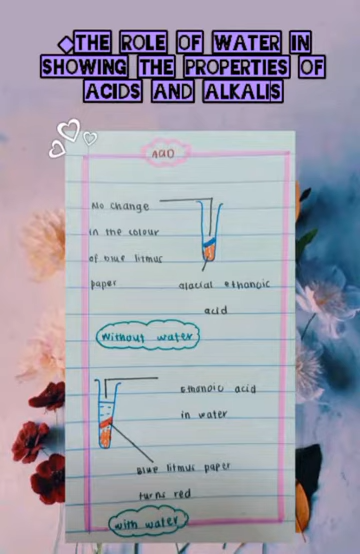 THE ROLE OF WATER IN
SHOWING THE PROPERTIES OF
ACIDS AND ALKALIS
ACID
No change
in the colour
of blue litmus
paper
glacial ethanoic
acid
without water
ethanoic acid
in water
Blue litmus paper
turns red
with water